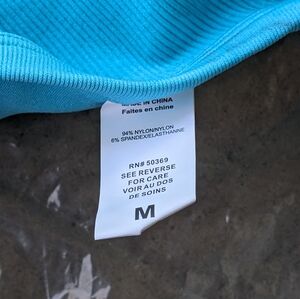 MADE IN CHINA
Faites en chine
94% NYLON/NYLON
6% SPANDEX/ELASTHANNE
RN# 50369
SEE REVERSE
FOR CARE
VOIR AU DOS
DE SOINS
M